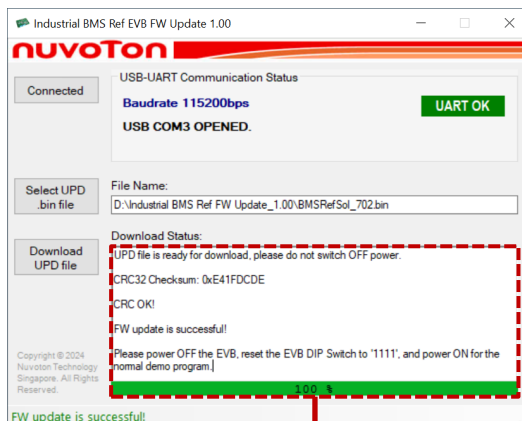 Industrial BMS Ref EVB FW Update 1.00
nuvoTon
Connected
USB-UART Communication Status
Baudrate 115200bps
USB COM3 OPENED.
UART OK
Select UPD
.bin file
File Name:
D:\Industrial BMS Ref FW Update_1.00\BMSRefSol_702.bin
Download
UPD file
Download Status:
UPD file is ready for download, please do not switch OFF power.
CRC32 Checksum: 0xE41FDCDE
CRC OK!
FW update is successful!
Please power OFF the EVB, reset the EVB DIP Switch to '1111', and power ON for the
normal demo program.
100 %
Copyright © 2024
Nuvoton Technology
Singapore. All Rights
Reserved.
FW update is successful!